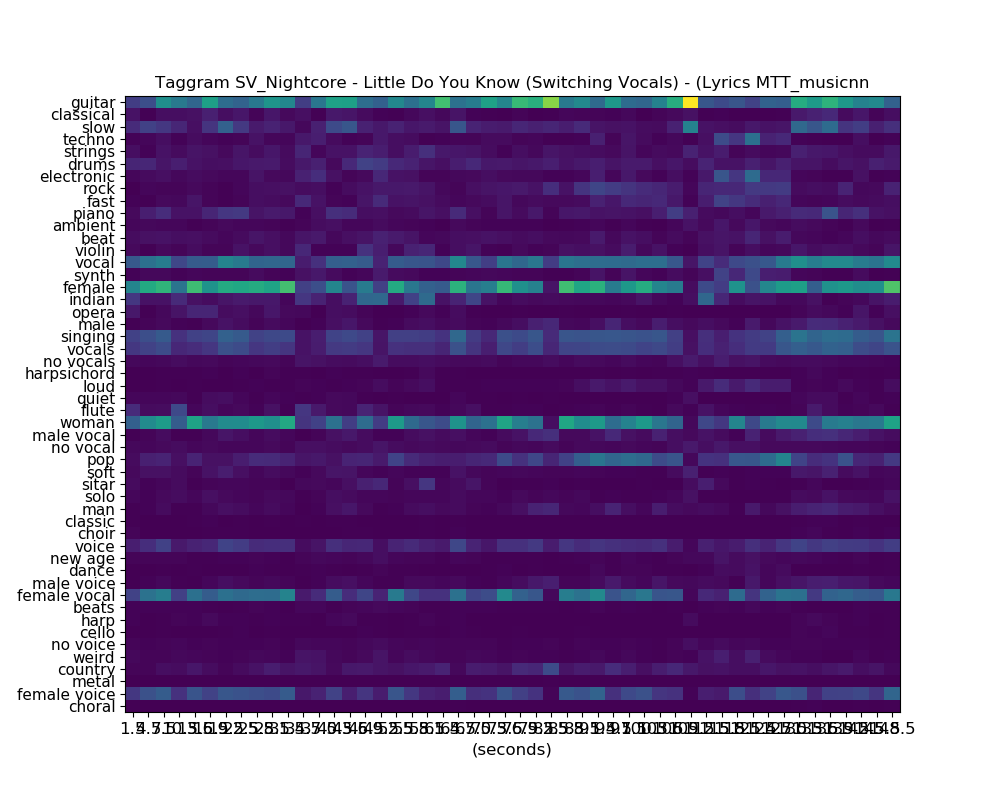 Taggram SV_Nightcore - Little Do You Know (Switching Vocals) - (Lyrics MTT_musicnn
guitar
classical
slow
techno
strings
drums
electronic
rock
fast
piano
ambient
beat
violin
vocal
synth
female
indian
opera
male
singing
vocals
no vocals
harpsichord
loud
quiet
flute
woman
male vocal
no vocal
pop
soft
sitar
solo
man
classic
choir
voice
new age
dance
male voice
female vocal
beats
harp
cello
no voice
weird
country
metal
female voice
choral
(seconds)